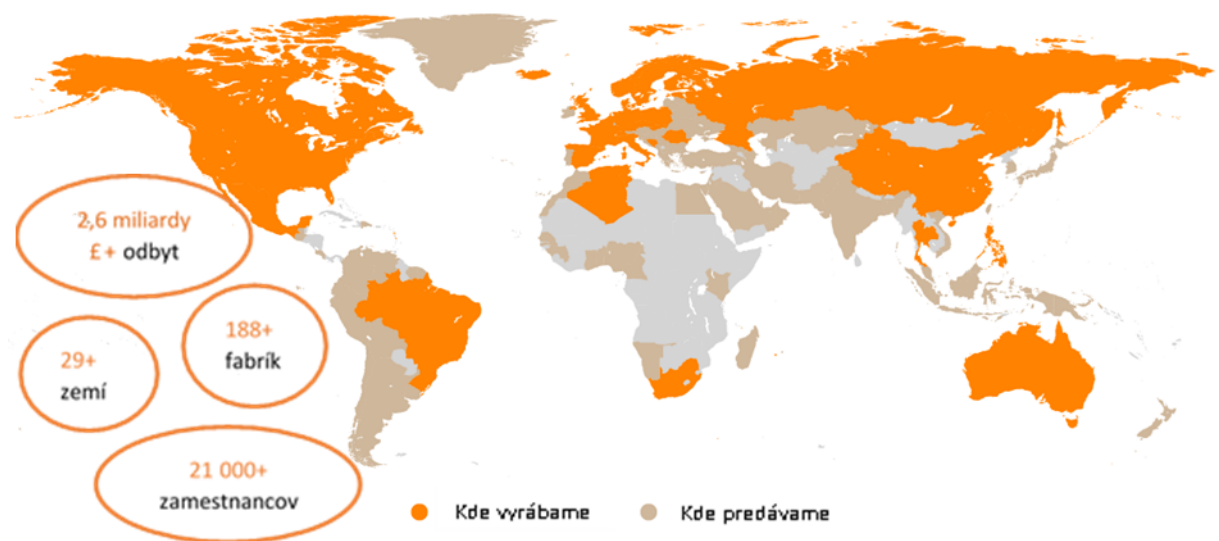 2,6 miliardy
£ + odbyt
188+
fabrík
29+
zemí
21 000+
zamestnancov
Kde vyrábame
Kde predávame